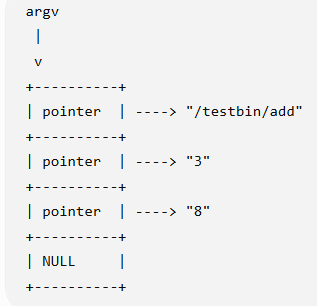 argv
|
v
+----------+
| pointer  | ----> "/testbin/add"
+----------+
| pointer  | ----> "3"
+----------+
| pointer  | ----> "8"
+----------+
| NULL     |
+----------+